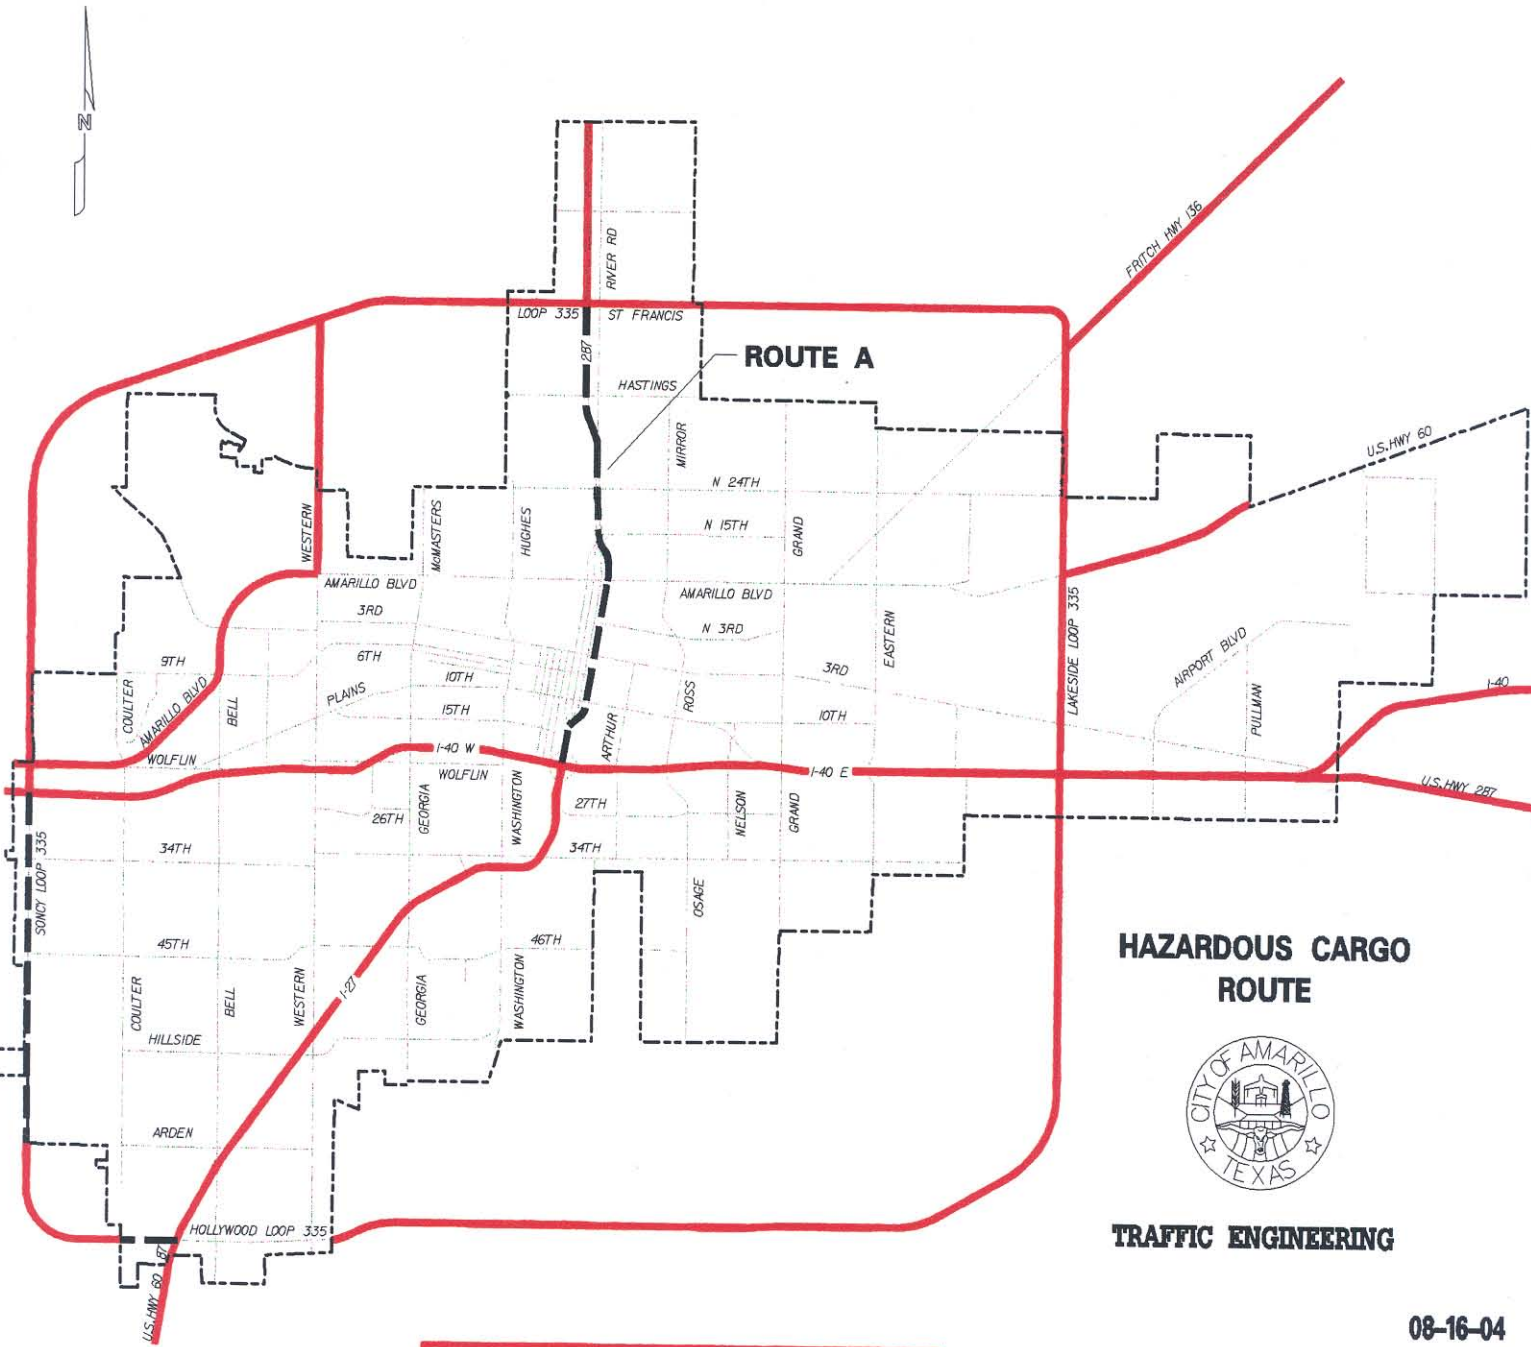 N
RIVER RD
FRITCH HWY 136
LOOP 335
ST FRANCIS
287
ROUTE A
HASTINGS
MIRROR
U.S.HWY 60
N 24TH
WESTERN
McMASTERS
HUGHES
N 15TH
GRAND
AMARILLO BLVD
3RD
AMARILLO BLVD
N 3RD
EASTERN
LAKESIDE LOOP 335
9TH
6TH
3RD
AIRPORT BLVD
COULTER
AMARILLO BLVD
BELL
PLAINS
10TH
15TH
ROSS
ARTHUR
10TH
PULLMAN
I-40
WOLFLIN
I-40 W
WOLFLIN
I-40 E
U.S.HWY 287
SONCY LOOP 335
34TH
26TH
GEORGIA
WASHINGTON
27TH
34TH
NELSON
GRAND
OSAGE
45TH
46TH
HAZARDOUS CARGO
ROUTE
COULTER
BELL
WESTERN
I-27
GEORGIA
WASHINGTON
HILLSIDE
CITY OF AMARILLO
TEXAS
ARDEN
HOLLYWOOD LOOP 335
U.S.HWY 60
87
TRAFFIC ENGINEERING
08-16-04